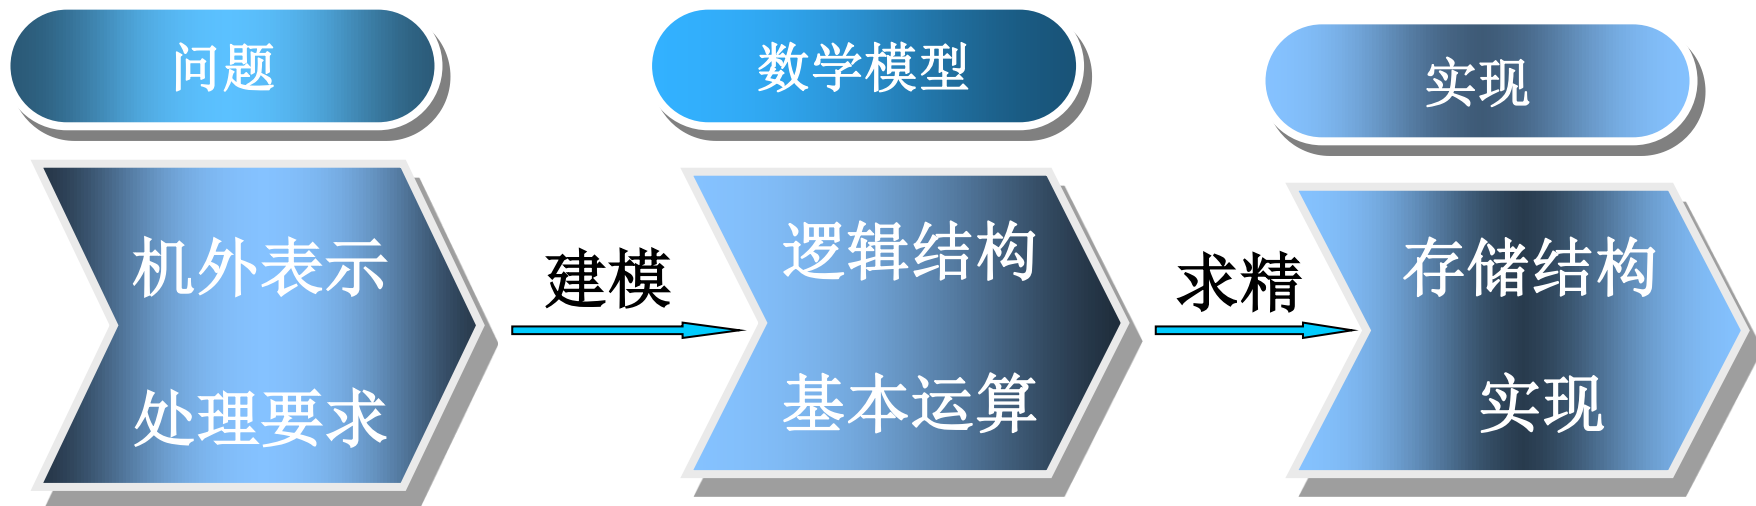 问题
数学模型
实现
机外表示
处理要求
建模
逻辑结构
基本运算
求精
存储结构
实现